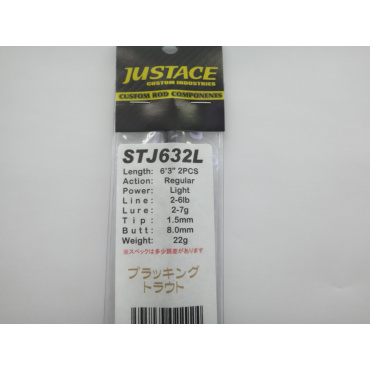 JUSTACE
CUSTOM INDUSTRIES
CUSTOM ROD COMPONENTS
STJ632L
Length: 6'3" 2PCS
Action: Regular
Power: Light
Line: 2-6lb
Lure: 2-7g
Tip: 1.5mm
Butt: 8.0mm
Weight: 22g
※スペックは多少誤差があります
ブラッキング
トラウト